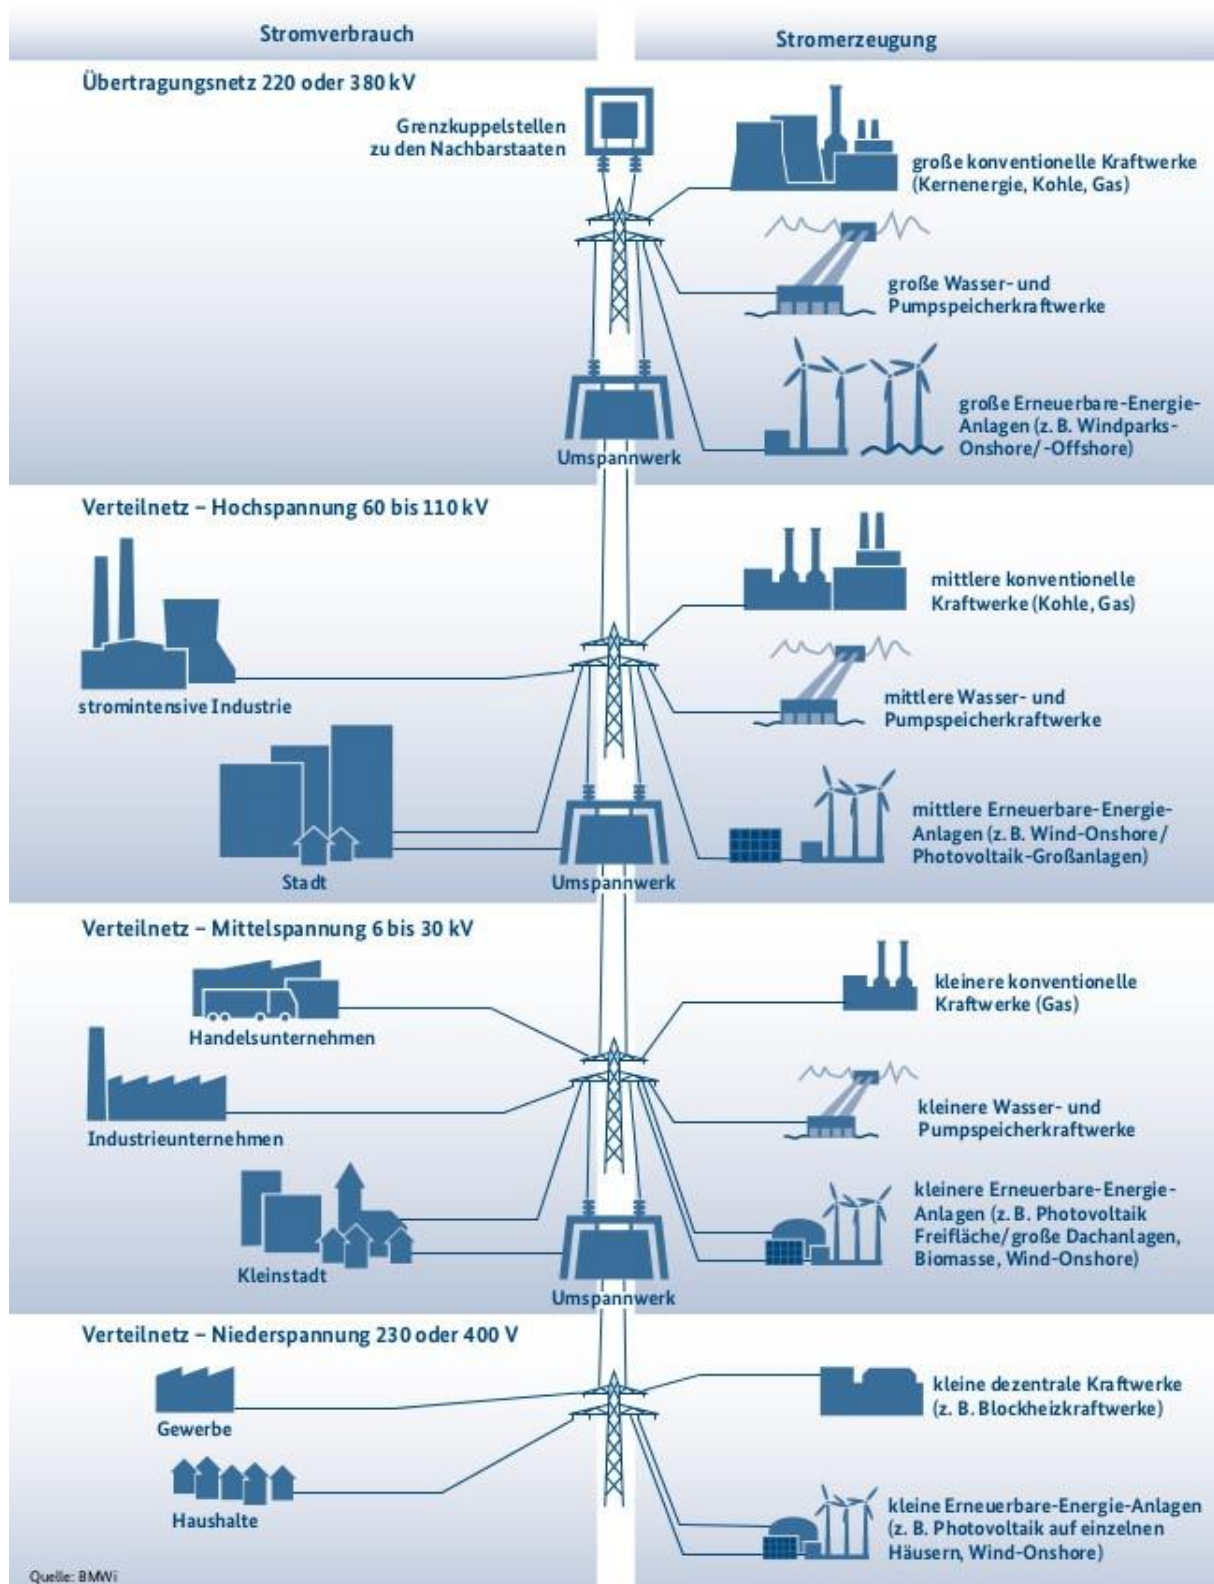 Stromverbrauch
Stromerzeugung
Übertragungsnetz 220 oder 380 kV
Grenzkuppelstellen
zu den Nachbarstaaten
große konventionelle Kraftwerke
(Kernenergie, Kohle, Gas)
große Wasser- und
Pumpspeicherkraftwerke
große Erneuerbare-Energie-
Anlagen (z. B. Windparks-
Onshore/-Offshore)
Umspannwerk
Verteilnetz – Hochspannung 60 bis 110 kV
mittlere konventionelle
Kraftwerke (Kohle, Gas)
stromintensive Industrie
mittlere Wasser- und
Pumpspeicherkraftwerke
mittlere Erneuerbare-Energie-
Anlagen (z. B. Wind-Onshore/
Photovoltaik-Großanlagen)
Stadt
Umspannwerk
Verteilnetz – Mittelspannung 6 bis 30 kV
kleinere konventionelle
Kraftwerke (Gas)
Handelsunternehmen
kleinere Wasser- und
Pumpspeicherkraftwerke
Industrieunternehmen
kleinere Erneuerbare-Energie-
Anlagen (z. B. Photovoltaik
Freifläche/große Dachanlagen,
Biomasse, Wind-Onshore)
Kleinstadt
Umspannwerk
Verteilnetz – Niederspannung 230 oder 400 V
kleine dezentrale Kraftwerke
(z. B. Blockheizkraftwerke)
Gewerbe
kleine Erneuerbare-Energie-Anlagen
(z. B. Photovoltaik auf einzelnen
Häusern, Wind-Onshore)
Haushalte
Quelle: BMWi